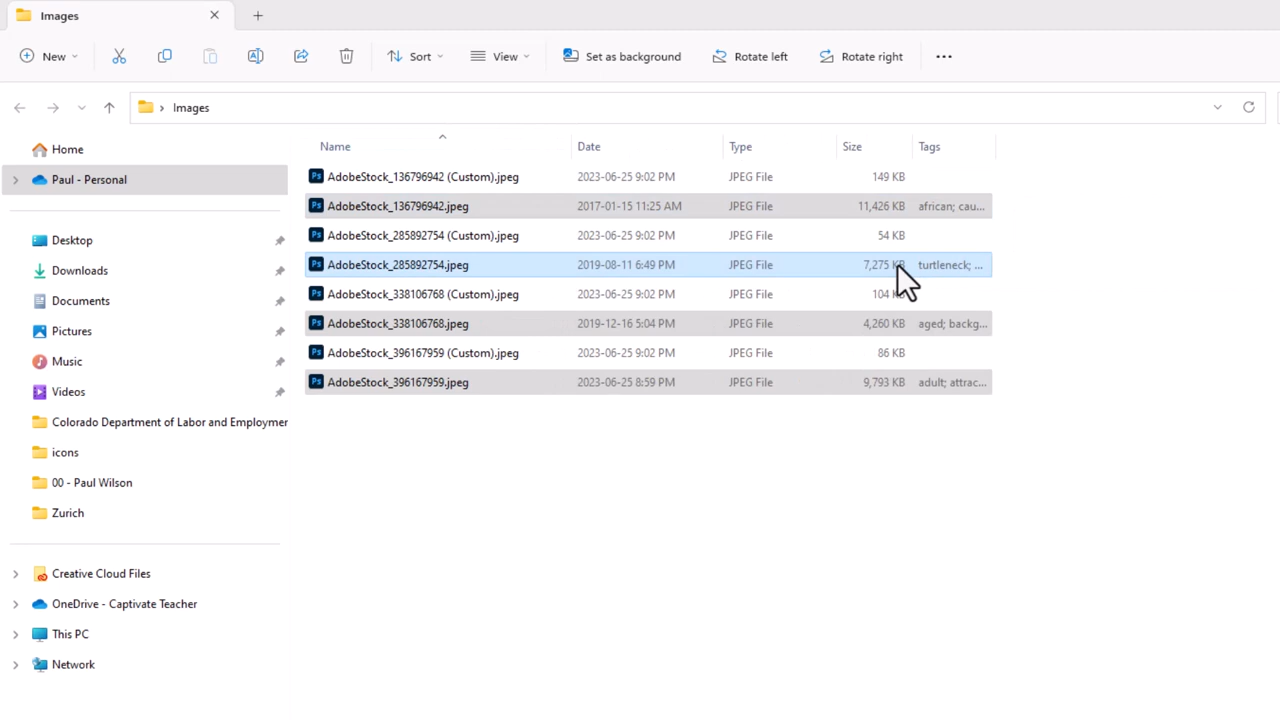 Images
New
Sort
View
Set as background
Rotate left
Rotate right
Images
Name Date Type Size Tags
AdobeStock_136796942 (Custom).jpeg 2023-06-25 9:02 PM JPEG File 149 KB
AdobeStock_136796942.jpeg 2017-01-15 11:25 AM JPEG File 11,426 KB african; cau...
AdobeStock_285892754 (Custom).jpeg 2023-06-25 9:02 PM JPEG File 54 KB
AdobeStock_285892754.jpeg 2019-08-11 6:49 PM JPEG File 7,275 KB turtleneck; ...
AdobeStock_338106768 (Custom).jpeg 2023-06-25 9:02 PM JPEG File 104 KB
AdobeStock_338106768.jpeg 2019-12-16 5:04 PM JPEG File 4,260 KB aged; backg...
AdobeStock_396167959 (Custom).jpeg 2023-06-25 9:02 PM JPEG File 86 KB
AdobeStock_396167959.jpeg 2023-06-25 8:59 PM JPEG File 9,793 KB adult; attrac...
Home
Paul - Personal
Desktop
Downloads
Documents
Pictures
Music
Videos
Colorado Department of Labor and Employmer
icons
00 - Paul Wilson
Zurich
Creative Cloud Files
OneDrive - Captivate Teacher
This PC
Network